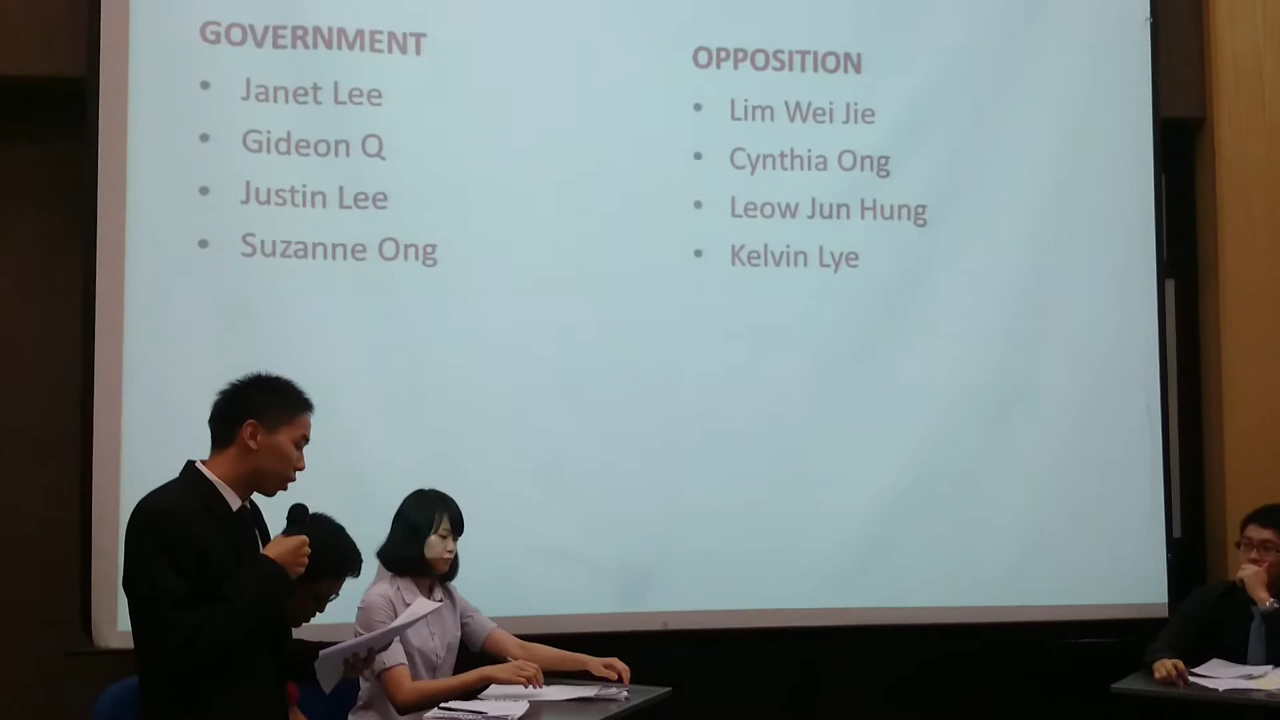 GOVERNMENT
• Janet Lee
• Gideon Q
• Justin Lee
• Suzanne Ong
OPPOSITION
• Lim Wei Jie
• Cynthia Ong
• Leow Jun Hung
• Kelvin Lye